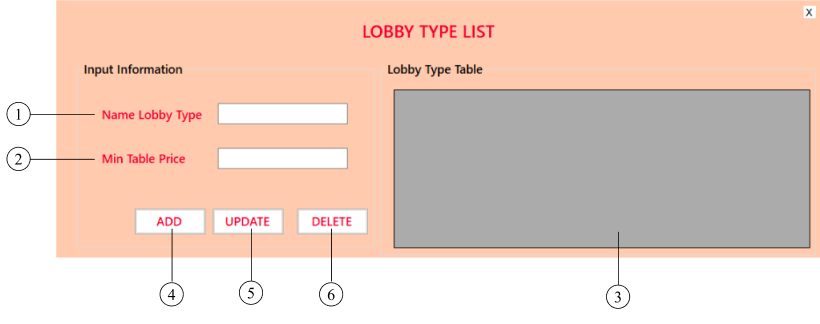 X
LOBBY TYPE LIST
Input Information
Lobby Type Table
1
Name Lobby Type
2
Min Table Price
ADD
UPDATE
DELETE
4
5
6
3